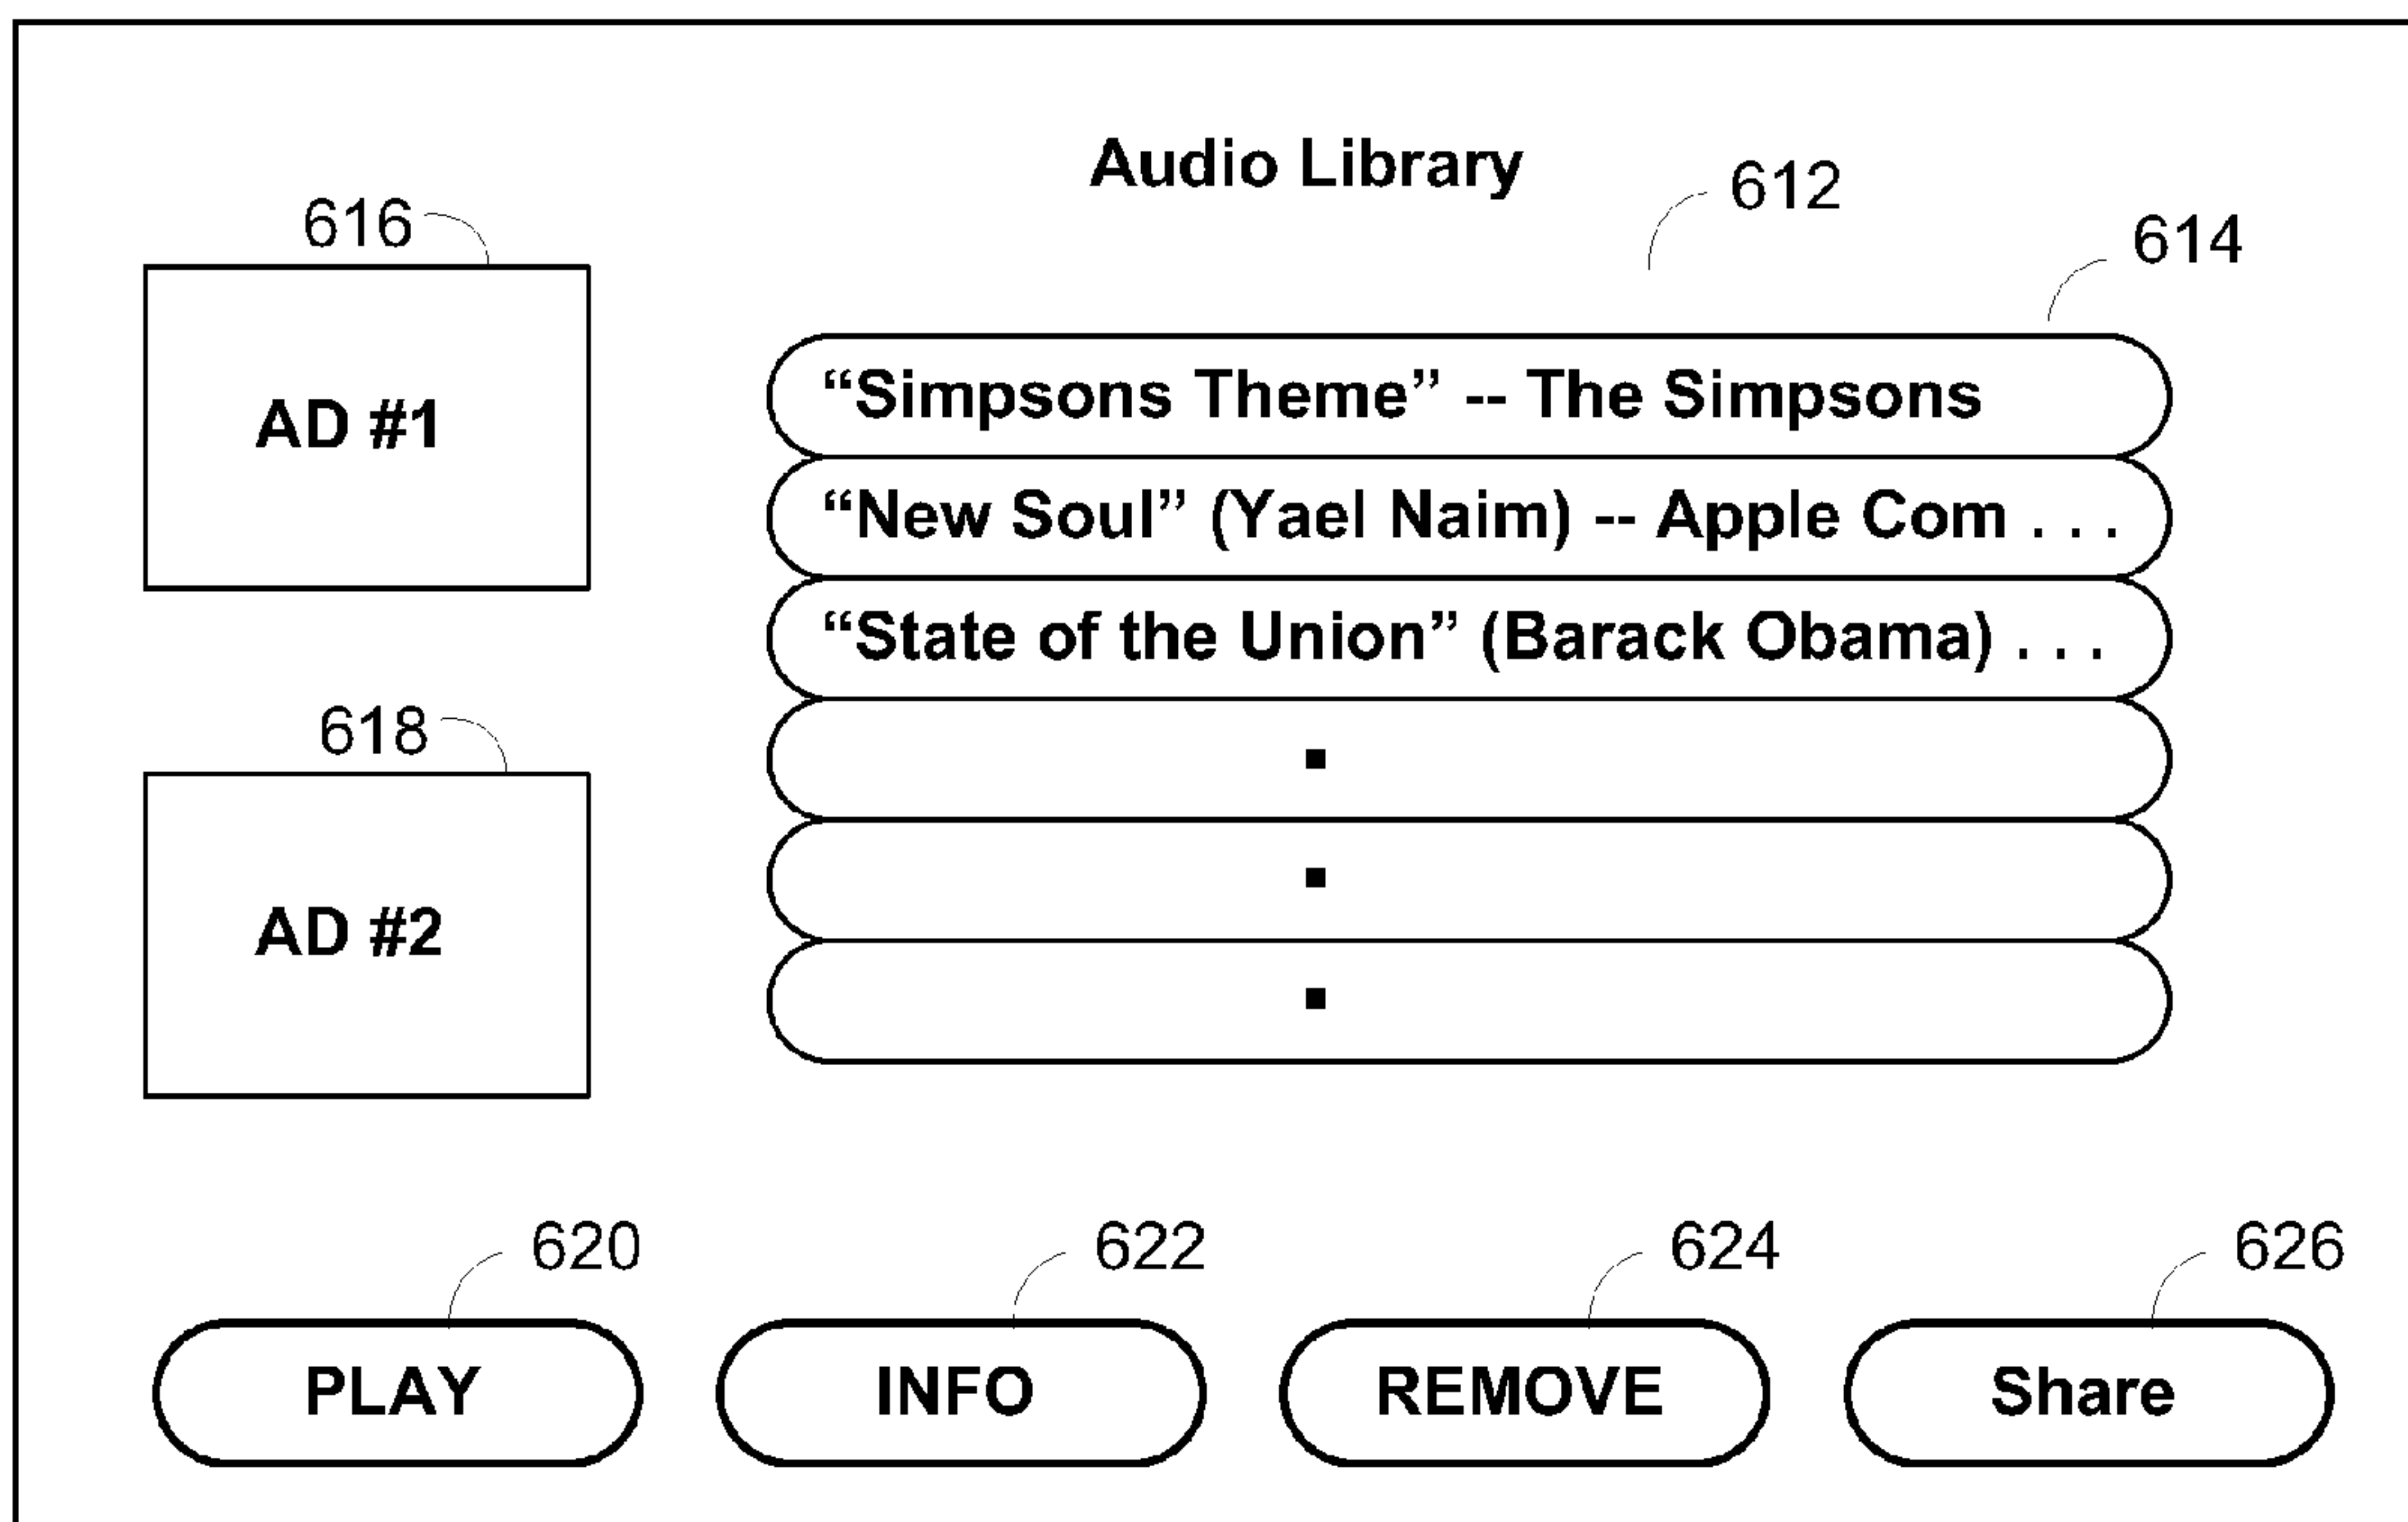 Audio Library
612
614
616
AD #1
“Simpsons Theme” -- The Simpsons
“New Soul” (Yael Naim) -- Apple Com . . .
“State of the Union” (Barack Obama) . . .
618
AD #2
620
622
624
626
PLAY
INFO
REMOVE
Share